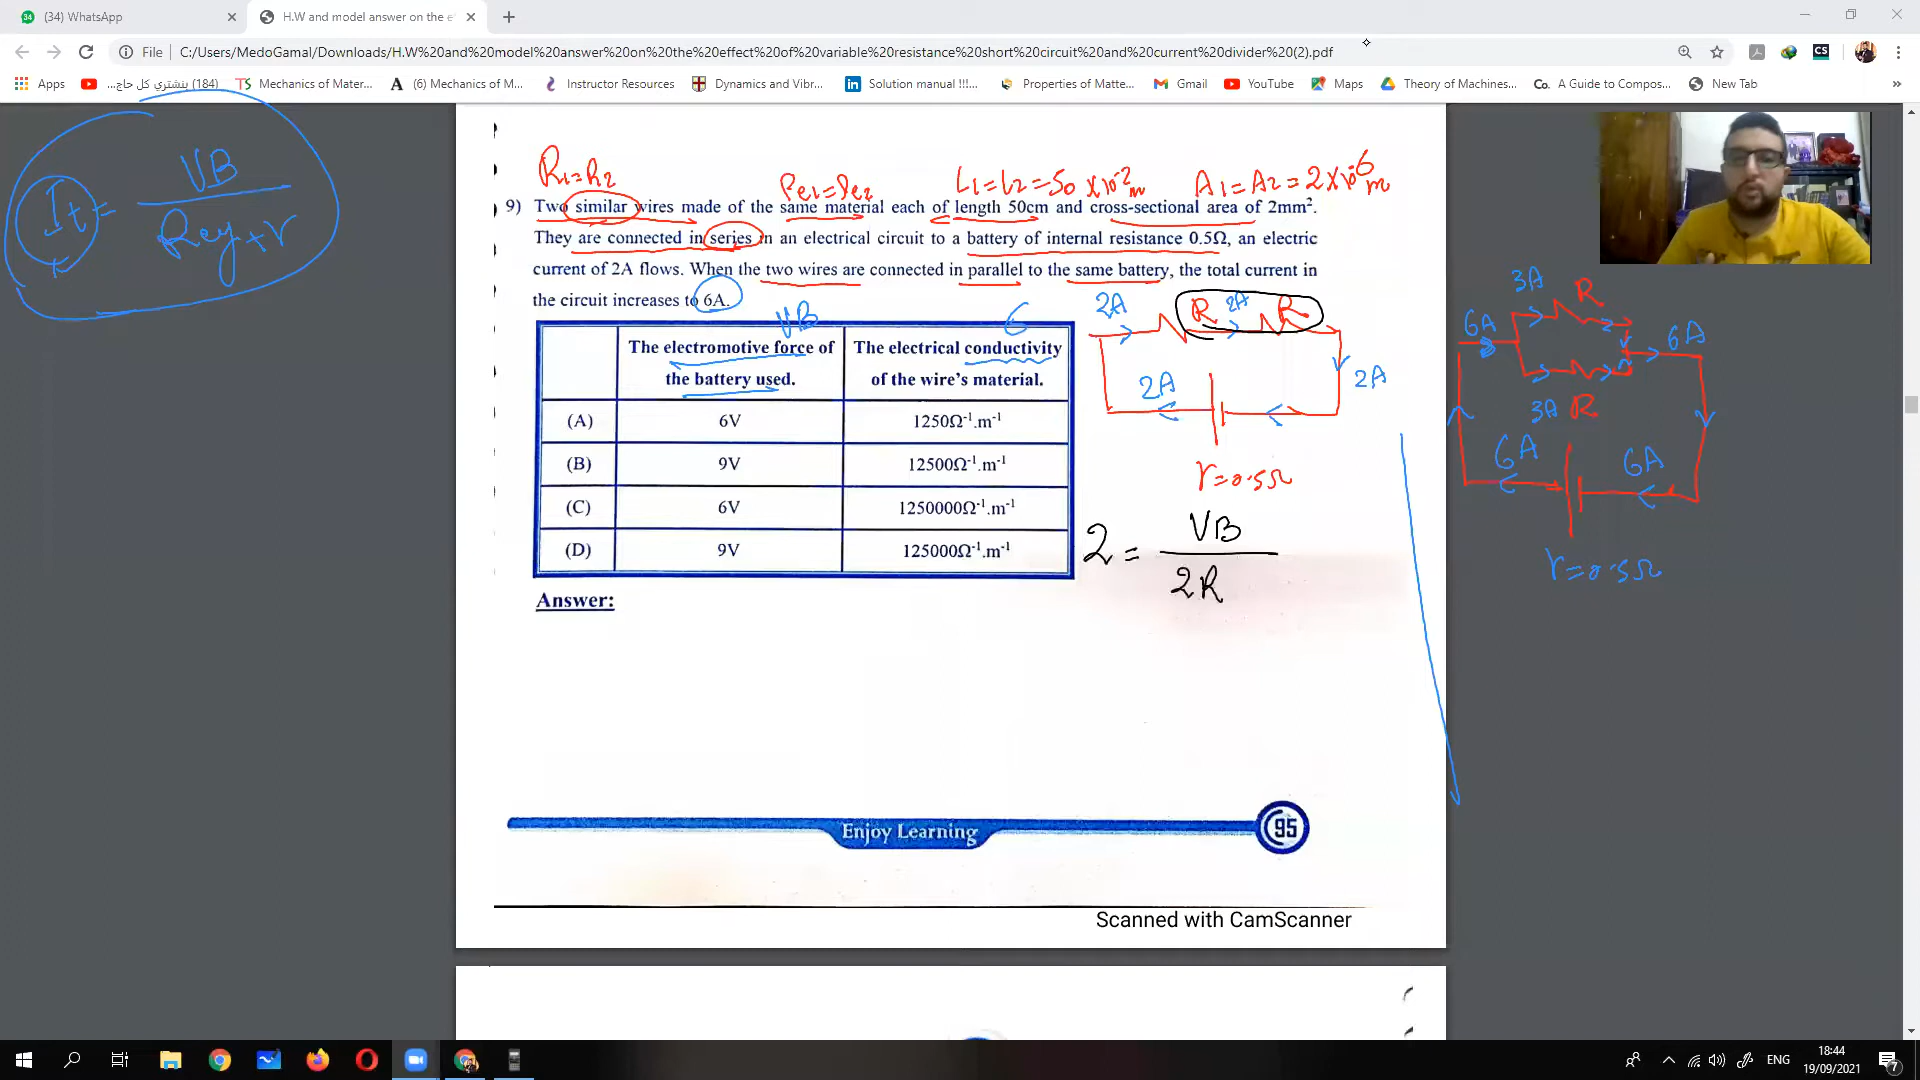 (34) WhatsApp
H.W and model answer on the e
File
C:/Users/MedoGamal/Downloads/H.W%20and%20model%20answer%20on%20the%20effect%20of%20variable%20resistance%20short%20circuit%20and%20current%20divider%20(2).pdf
Apps
(184) بنشتري كل حاج...
Mechanics of Mater...
(6) Mechanics of M...
Instructor Resources
Dynamics and Vibr...
Solution manual !!!...
Properties of Matte...
Gmail
YouTube
Maps
Theory of Machines...
A Guide to Compos...
New Tab
It = VB
Req + r
R1=R2
ρe1=ρe2
L1=L2=50 ×10-2 m
A1=A2=2×10-6 m
9) Two similar wires made of the same material each of length 50cm and cross-sectional area of 2mm².
They are connected in series in an electrical circuit to a battery of internal resistance 0.5Ω, an electric
current of 2A flows. When the two wires are connected in parallel to the same battery, the total current in
the circuit increases to 6A.
VB
The electromotive force of the battery used.
The electrical conductivity of the wire's material.
(A) 6V 1250Ω⁻¹.m⁻¹
(B) 9V 12500Ω⁻¹.m⁻¹
(C) 6V 1250000Ω⁻¹.m⁻¹
(D) 9V 125000Ω⁻¹.m⁻¹
Answer:
2A R 2A R
2A
2A
r=0.5Ω
2 = VB
2R
3A R
6A 6A
3A R
6A 6A
r=0.5Ω
Enjoy Learning
95
Scanned with CamScanner
ENG
18:44
19/09/2021
7